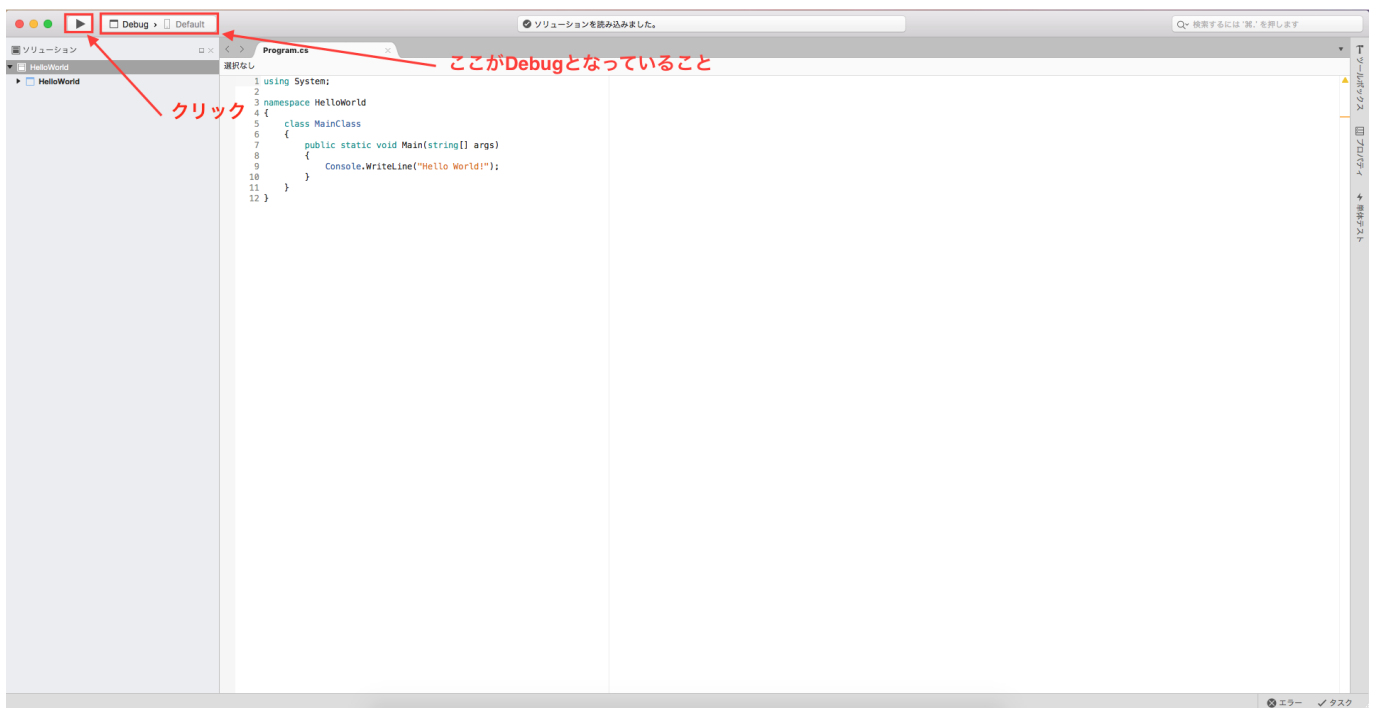 Debug › Default
ソリューションを読み込みました。
検索するには '⌘.' を押します
ソリューション
Program.cs
HelloWorld
選択なし
ここがDebugとなっていること
HelloWorld
クリック
1 using System;
2
3 namespace HelloWorld
4 {
5 class MainClass
6 {
7 public static void Main(string[] args)
8 {
9 Console.WriteLine("Hello World!");
10 }
11 }
12 }
ツールボックス
プロパティ
単体テスト
エラー
タスク